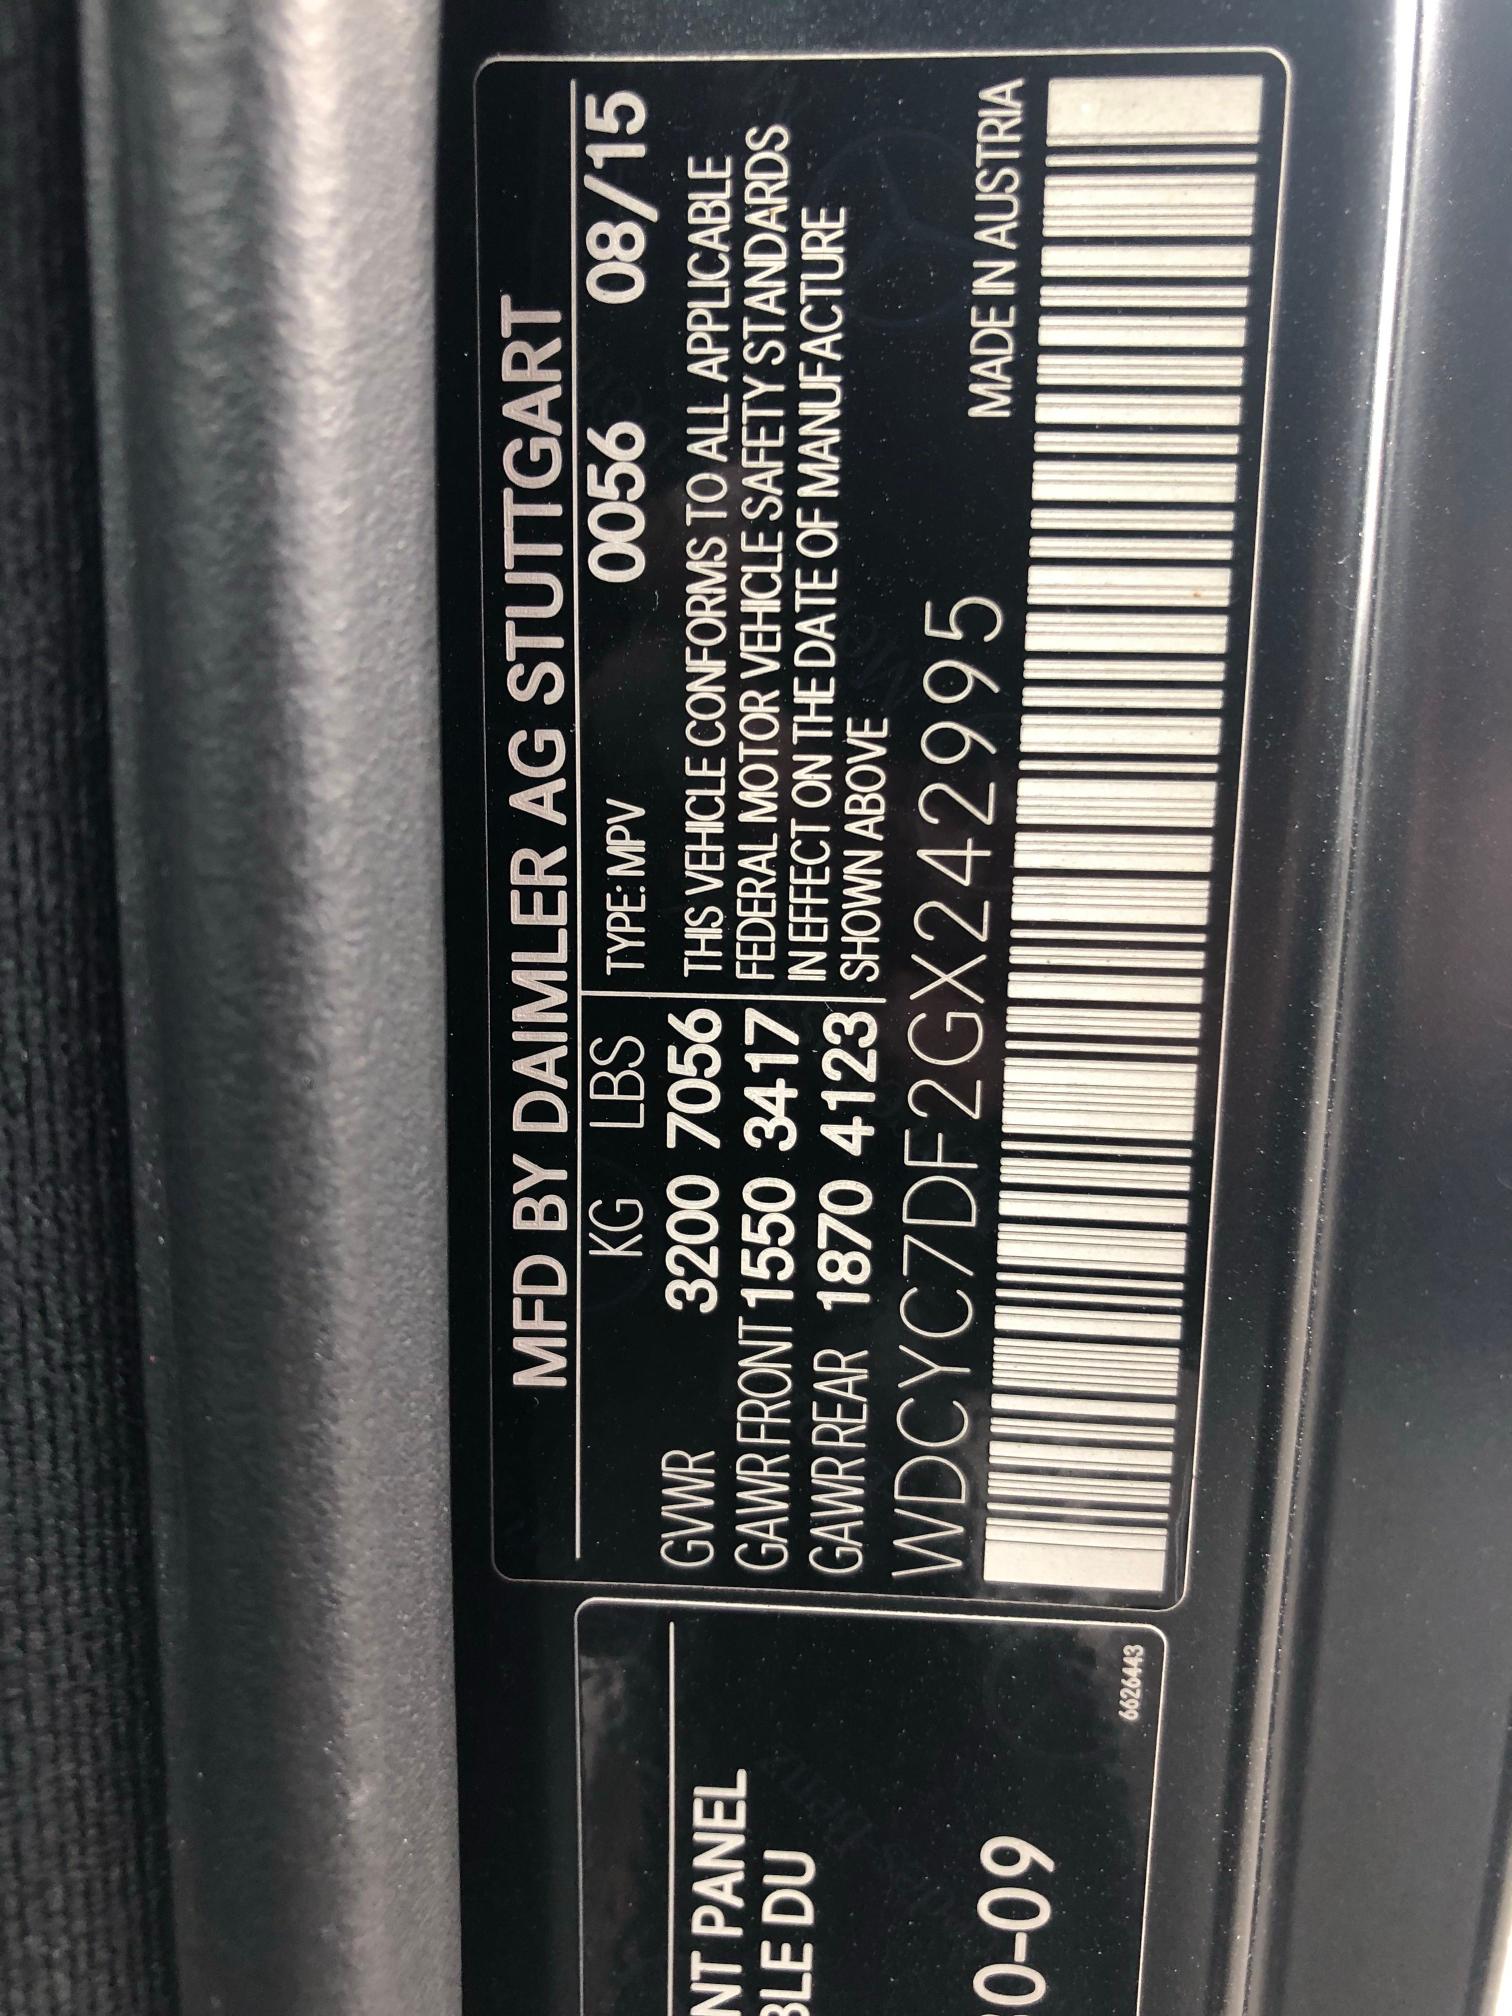 MFD BY DAIMLER AG STUTTGART
KG LBS TYPE: MPV 0056 08/15
GVWR 3200 7056 THIS VEHICLE CONFORMS TO ALL APPLICABLE
GAWR FRONT 1550 3417 FEDERAL MOTOR VEHICLE SAFETY STANDARDS
GAWR REAR 1870 4123 IN EFFECT ON THE DATE OF MANUFACTURE
SHOWN ABOVE
WDCYC7DF2GX242995
MADE IN AUSTRIA
NT PANEL
BLE DU
0-09
6626443